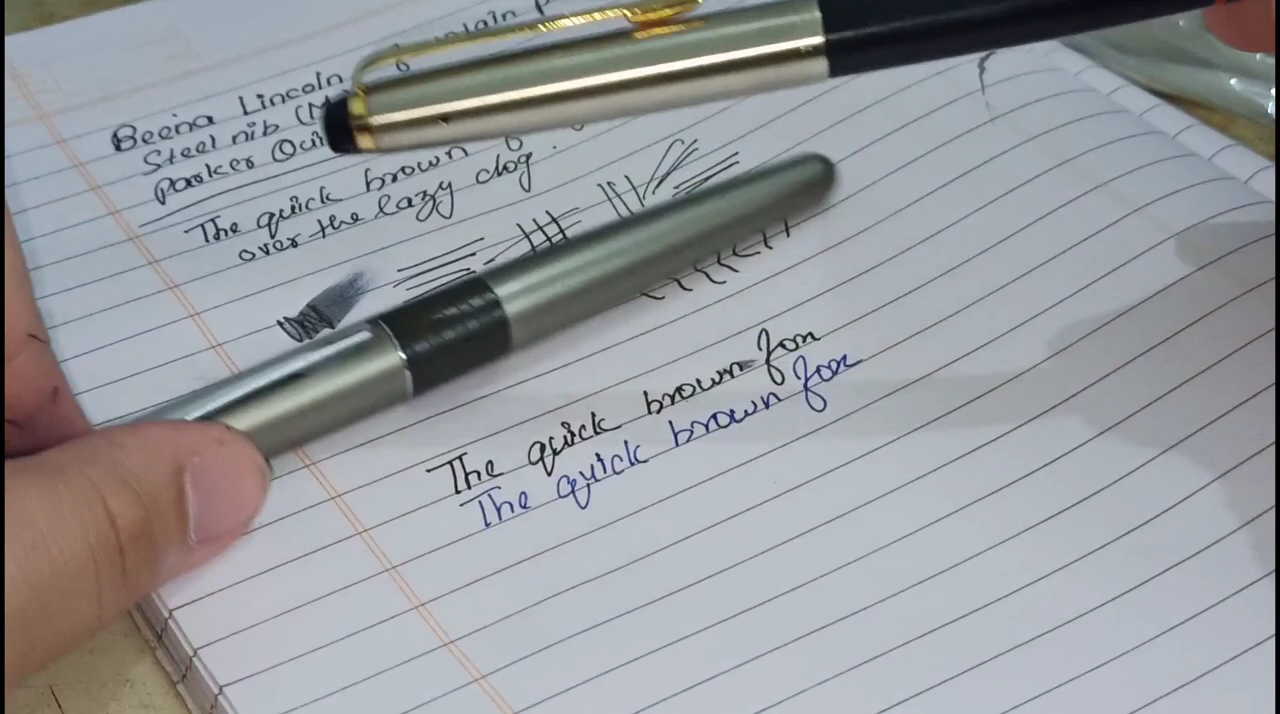 Beena Lincoln
Steel nib
Parker
The quick brown
over the lazy dog.
The quick brown fox
The quick brown fox